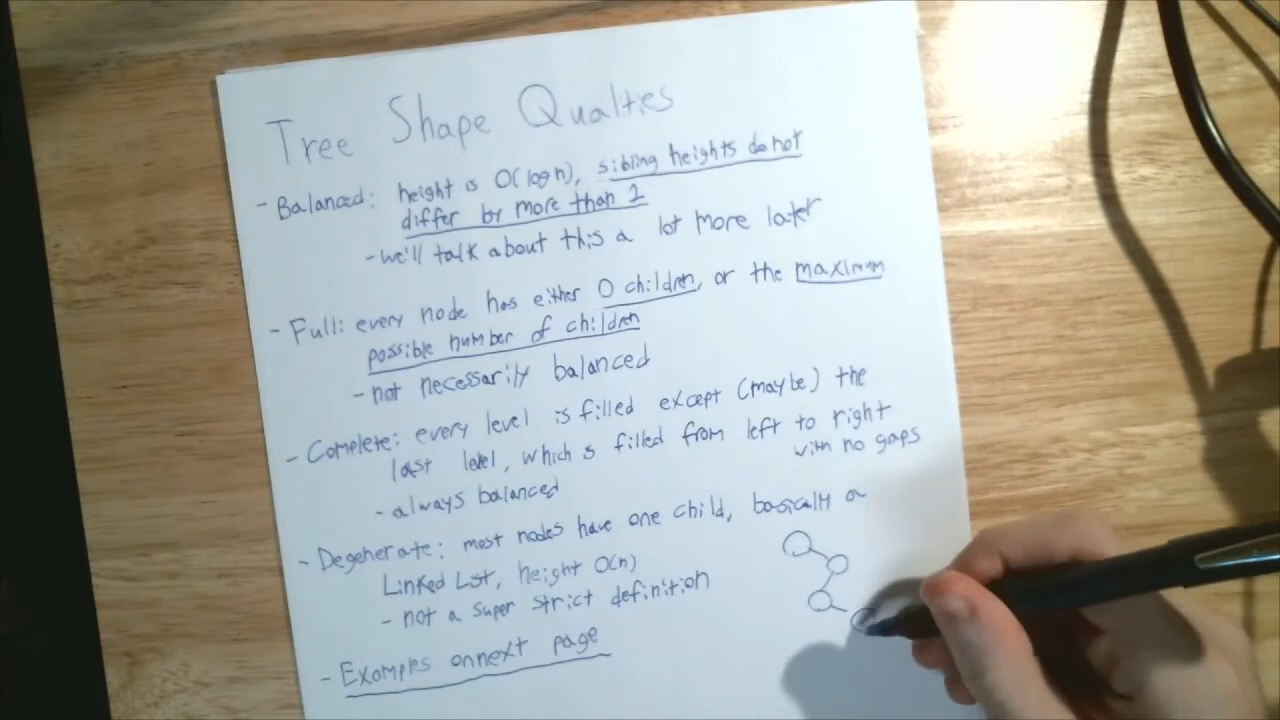 Tree Shape Qualties
- Balanced: height is O(logn), sibling heights do not
differ by more than 1
- we'll talk about this a lot more later
- Full: every node has either 0 children, or the maximum
possible number of children
- not necessarily balanced
- Complete: every level is filled except (maybe) the
last level, which is filled from left to right
with no gaps
- always balanced
- Degenerate: most nodes have one child, basically a
Linked List, height O(n)
- not a super strict definition
- Examples on next page